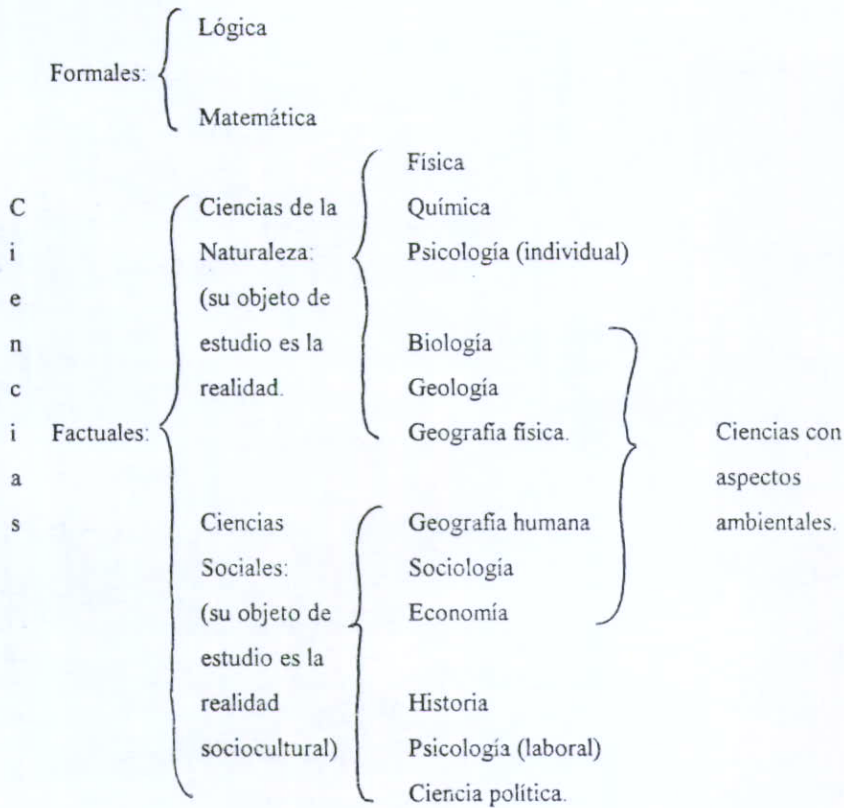 Formales:
Lógica
Matemática
Ciencias
Factuales:
Ciencias de la
Naturaleza:
(su objeto de
estudio es la
realidad.
Física
Química
Psicología (individual)
Biología
Geología
Geografía física.
Ciencias
Sociales:
(su objeto de
estudio es la
realidad
sociocultural)
Geografía humana
Sociología
Economía
Historia
Psicología (laboral)
Ciencia política.
Ciencias con
aspectos
ambientales.